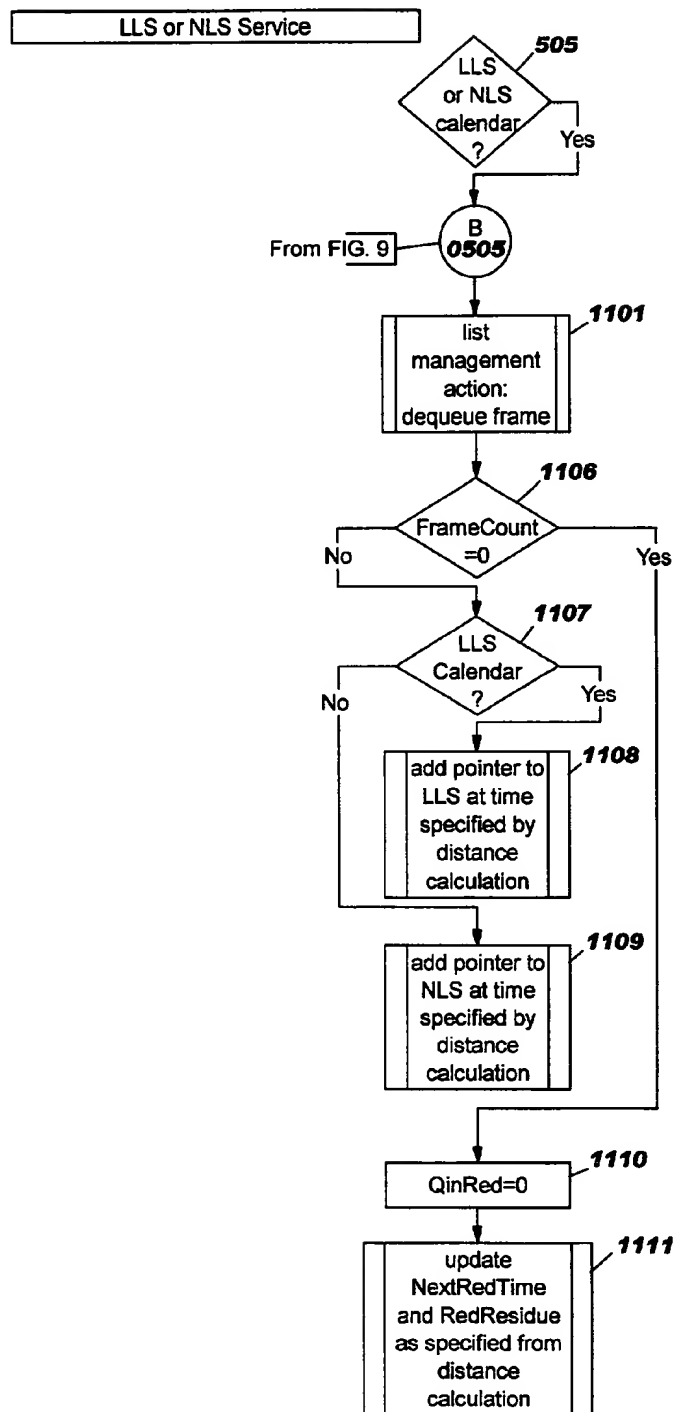 LLS or NLS Service
505
LLS
or NLS
calendar
?
Yes
B
0505
From FIG. 9
1101
list
management
action:
dequeue frame
1106
FrameCount
=0
No
Yes
1107
LLS
Calendar
?
No
Yes
1108
add pointer to
LLS at time
specified by
distance
calculation
1109
add pointer to
NLS at time
specified by
distance
calculation
1110
QinRed=0
1111
update
NextRedTime
and RedResidue
as specified from
distance
calculation